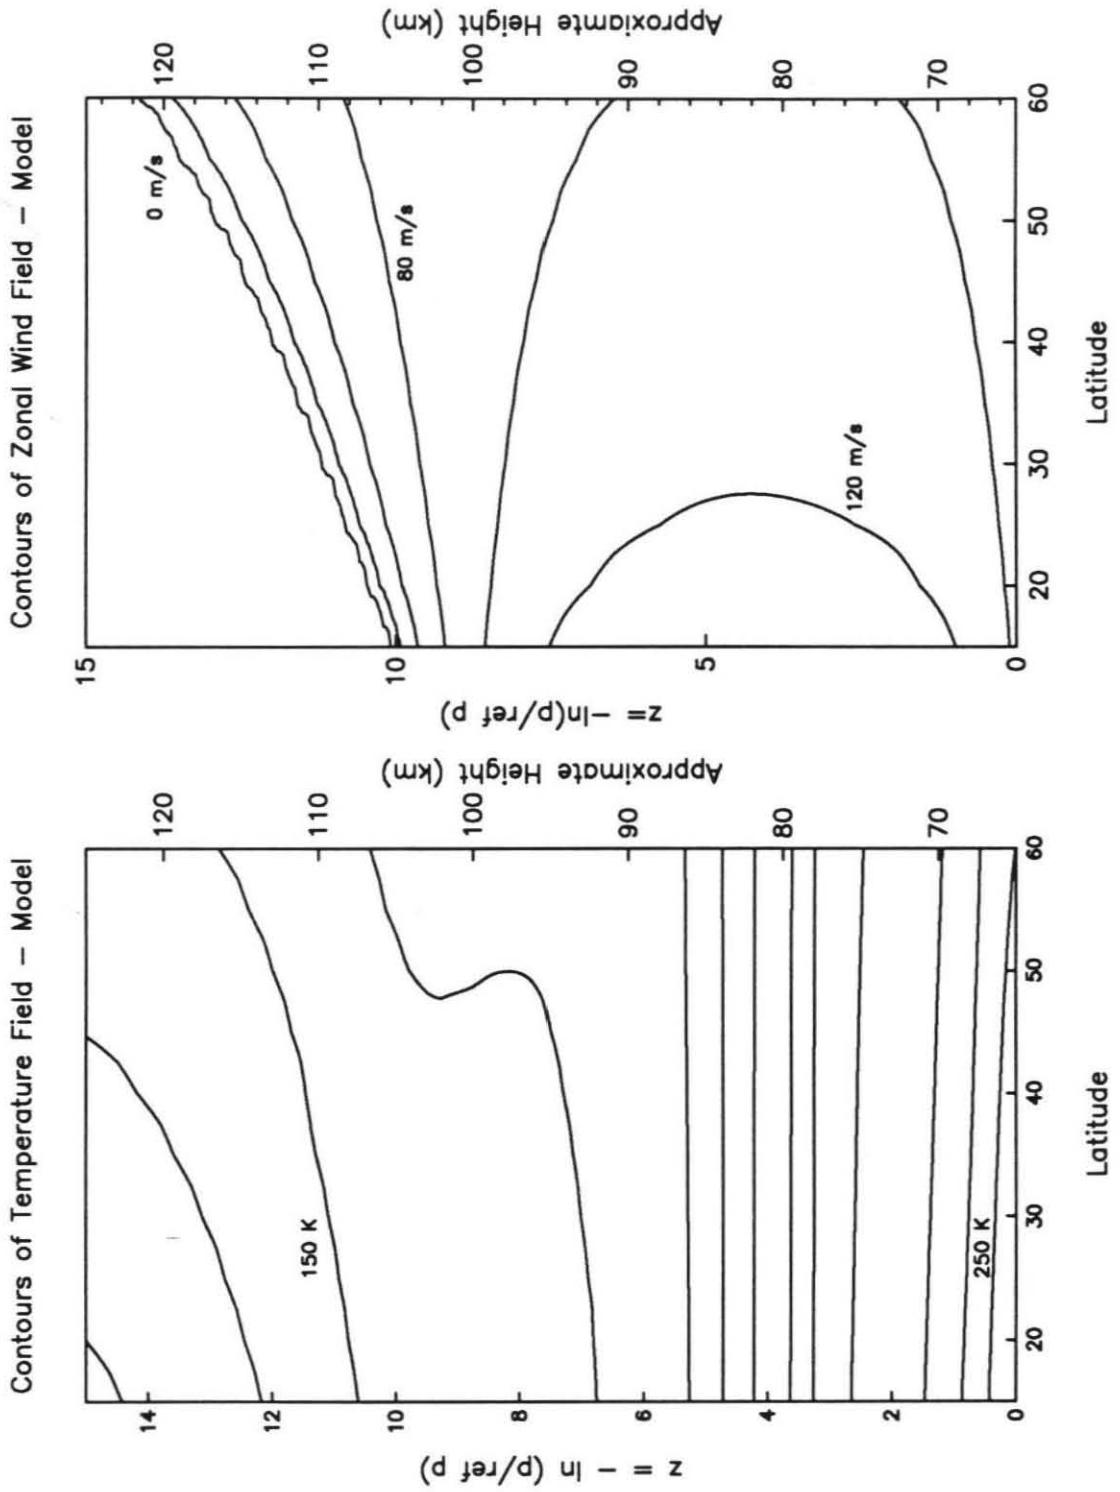 Contours of Temperature Field – Model
z = – ln (p/ref p)
14
12
10
8
6
4
2
0
150 K
250 K
20
30
40
50
60
Latitude
120
110
100
90
80
70
Approximate Height (km)
Contours of Zonal Wind Field – Model
z= –ln(p/ref p)
15
10
5
0
0 m/s
80 m/s
120 m/s
20
30
40
50
60
Latitude
120
110
100
90
80
70
Approxiamte Height (km)